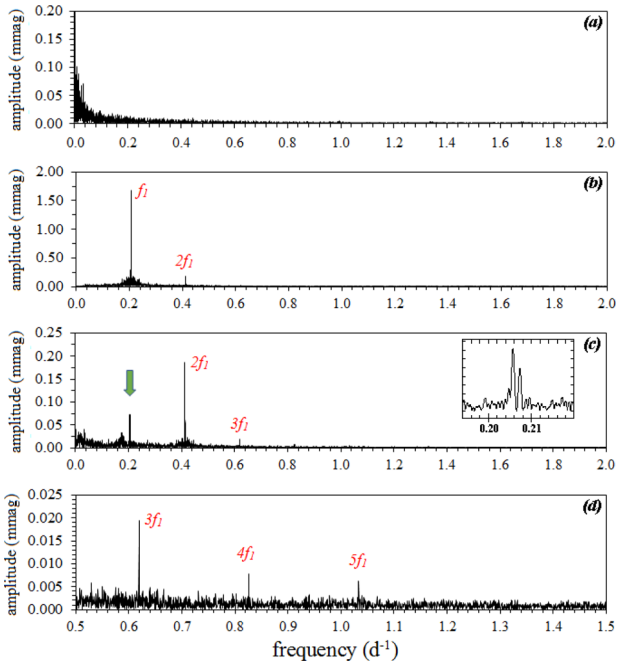 (a)
amplitude (mmag)
0.20
0.15
0.10
0.05
0.00
0.0 0.2 0.4 0.6 0.8 1.0 1.2 1.4 1.6 1.8 2.0
(b)
amplitude (mmag)
2.00
1.50
1.00
0.50
0.00
f1
2f1
0.0 0.2 0.4 0.6 0.8 1.0 1.2 1.4 1.6 1.8 2.0
(c)
amplitude (mmag)
0.25
0.20
0.15
0.10
0.05
0.00
2f1
3f1
0.20 0.21
0.0 0.2 0.4 0.6 0.8 1.0 1.2 1.4 1.6 1.8 2.0
(d)
amplitude (mmag)
0.025
0.020
0.015
0.010
0.005
0.000
3f1
4f1
5f1
0.5 0.6 0.7 0.8 0.9 1.0 1.1 1.2 1.3 1.4 1.5
frequency (d-1)